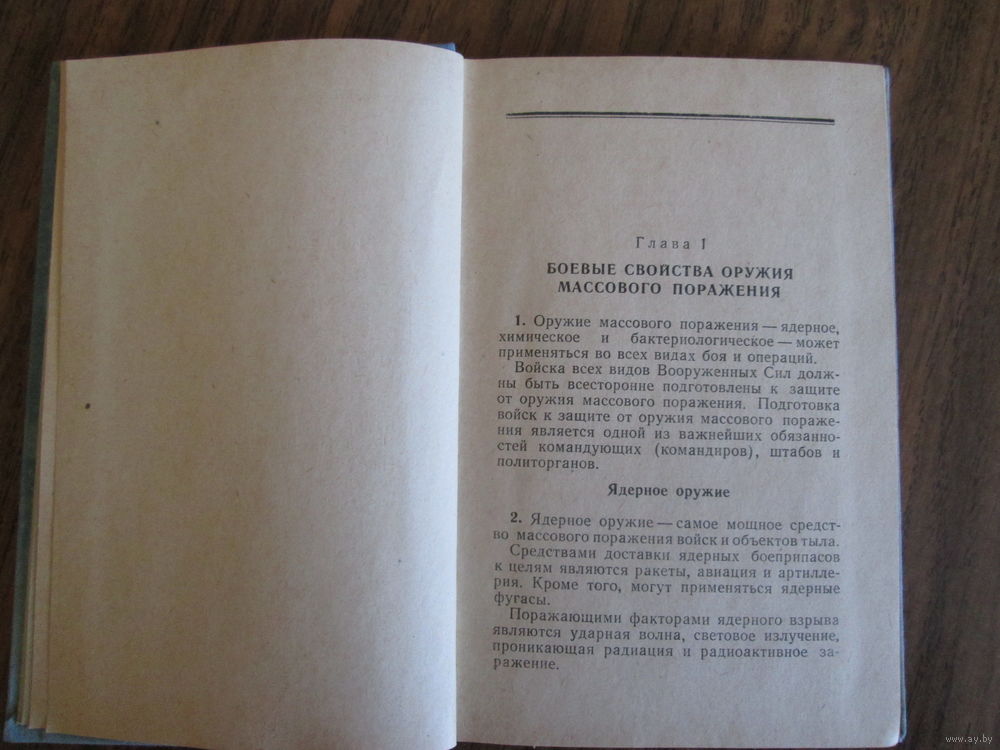 Глава 1
БОЕВЫЕ СВОЙСТВА ОРУЖИЯ
МАССОВОГО ПОРАЖЕНИЯ
1. Оружие массового поражения — ядерное,
химическое и бактериологическое — может
применяться во всех видах боя и операций.
Войска всех видов Вооруженных Сил долж-
ны быть всесторонне подготовлены к защите
от оружия массового поражения. Подготовка
войск к защите от оружия массового пораже-
ния является одной из важнейших обязанно-
стей командующих (командиров), штабов и
политорганов.
Ядерное оружие
2. Ядерное оружие — самое мощное средст-
во массового поражения войск и объектов тыла.
Средствами доставки ядерных боеприпасов
к целям являются ракеты, авиация и артилле-
рия. Кроме того, могут применяться ядерные
фугасы.
Поражающими факторами ядерного взрыва
являются ударная волна, световое излучение,
проникающая радиация и радиоактивное за-
ражение.
www.ay.by